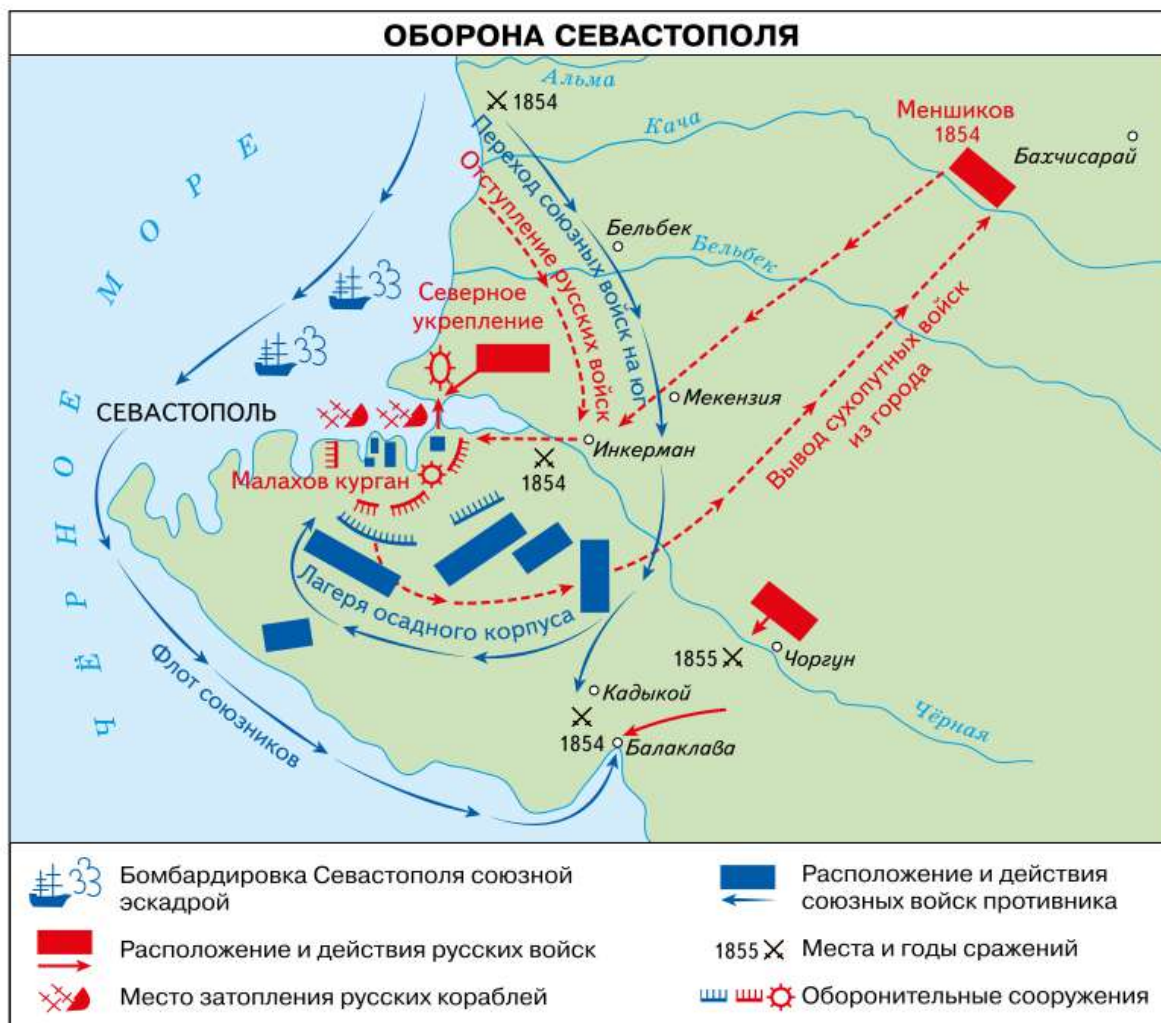 ОБОРОНА СЕВАСТОПОЛЯ
Альма
1854
Кача
Меншиков
1854
Бахчисарай
Переход союзных войск на юг
Отступление русских войск
Бельбек
Бельбек
Северное
укрепление
ЧЁРНОЕ МОРЕ
СЕВАСТОПОЛЬ
Мекензия
Инкерман
1854
Вывод сухопутных войск
из города
Малахов курган
Лагеря осадного корпуса
Флот союзников
1855
Чоргун
Кадыкой
1854
Балаклава
Чёрная
Бомбардировка Севастополя союзной
эскадрой
Расположение и действия русских войск
Место затопления русских кораблей
Расположение и действия
союзных войск противника
1855 Места и годы сражений
Оборонительные сооружения